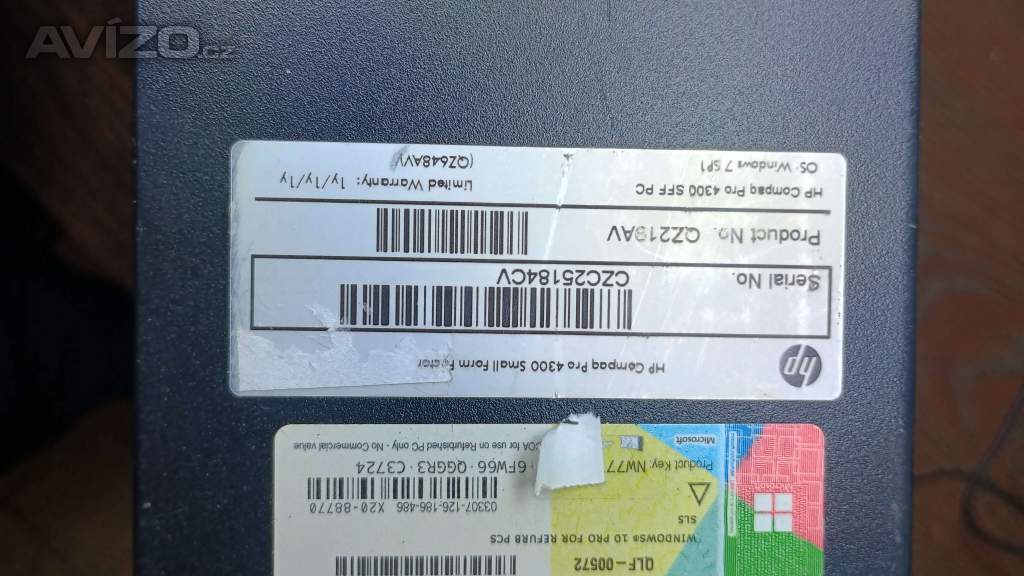 AVÍZO.cz
hp HP Compaq Pro 4300 Small Form Factor
Serial No.
CZC25184CV
Product No. QZ219AV
HP Compaq Pro 4300 SFF PC Limited Warranty: 1y/1y/1y
OS: Windows 7 SP1 (QZ648AV)
QLF-00572
WINDOWS® 10 PRO FOR REFURB PCS
SLS
03307-126-186-486 X20-88770
Product Key: NW77 6FW66-QGGR3-C3724
Microsoft COA for use on Refurbished PC only - No Commercial value